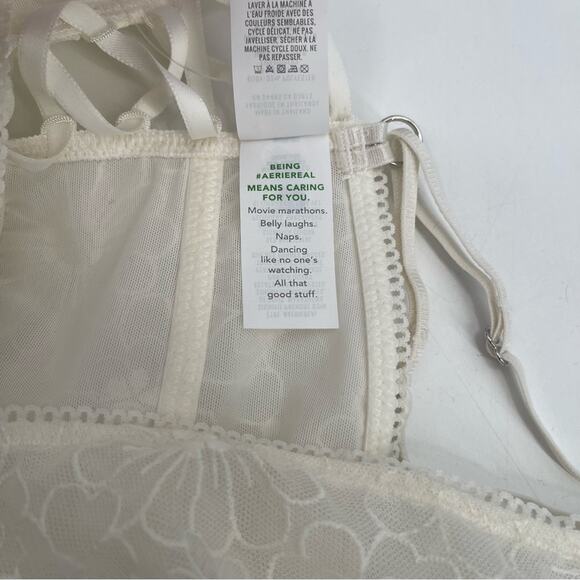 LAVER À LA MACHINE À
L'EAU FROIDE AVEC DES
COULEURS SEMBLABLES,
CYCLE DÉLICAT. NE PAS
JAVELLISER. SÉCHER À LA
MACHINE CYCLE DOUX. NE
PAS REPASSER.
BEING
#AERIEREAL
MEANS CARING
FOR YOU.
Movie marathons.
Belly laughs.
Naps.
Dancing
like no one's
watching.
All that
good stuff.